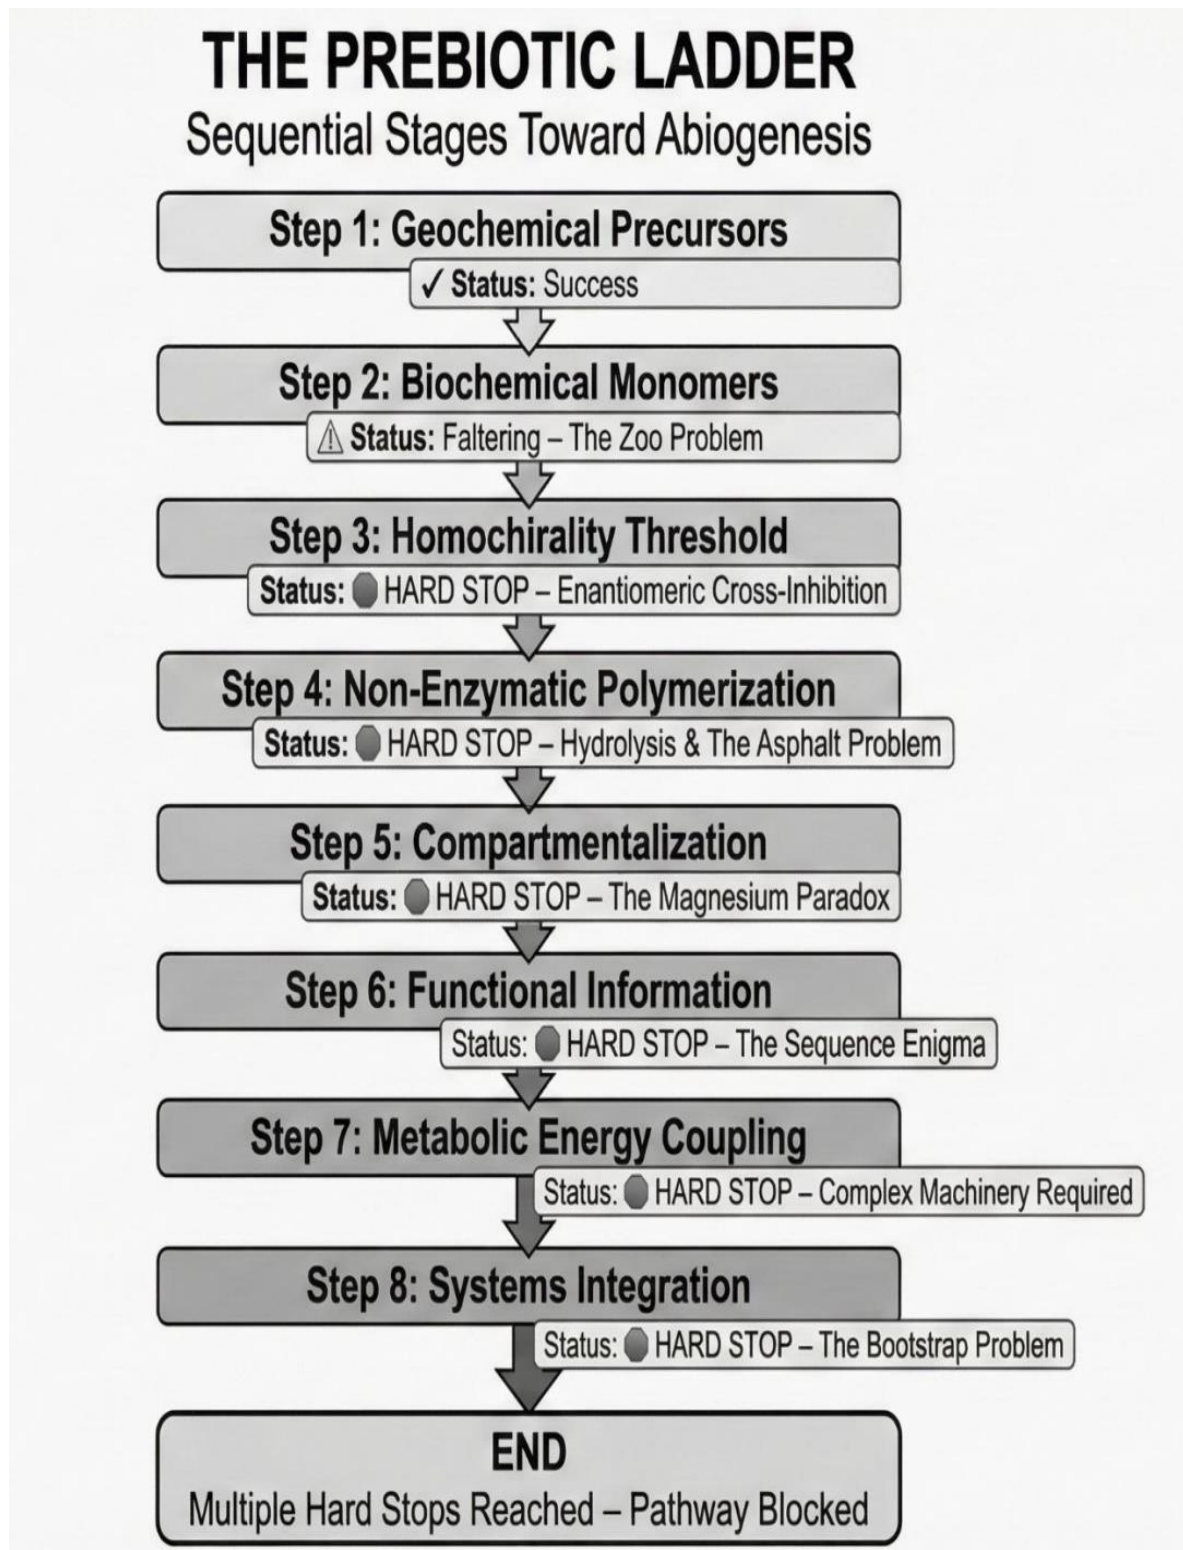 THE PREBIOTIC LADDER
Sequential Stages Toward Abiogenesis
Step 1: Geochemical Precursors
✓ Status: Success
Step 2: Biochemical Monomers
⚠ Status: Faltering – The Zoo Problem
Step 3: Homochirality Threshold
Status: HARD STOP – Enantiomeric Cross-Inhibition
Step 4: Non-Enzymatic Polymerization
Status: HARD STOP – Hydrolysis & The Asphalt Problem
Step 5: Compartmentalization
Status: HARD STOP – The Magnesium Paradox
Step 6: Functional Information
Status: HARD STOP – The Sequence Enigma
Step 7: Metabolic Energy Coupling
Status: HARD STOP – Complex Machinery Required
Step 8: Systems Integration
Status: HARD STOP – The Bootstrap Problem
END
Multiple Hard Stops Reached – Pathway Blocked